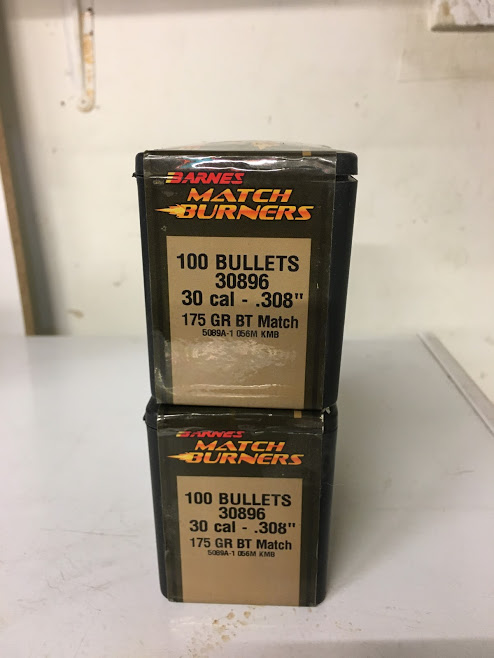 BARNES
MATCH
BURNERS
100 BULLETS
30896
30 cal - .308"
175 GR BT Match
5089A-1 056M KMB
BARNES
MATCH
BURNERS
100 BULLETS
30896
30 cal - .308"
175 GR BT Match
5089A-1 056M KMB